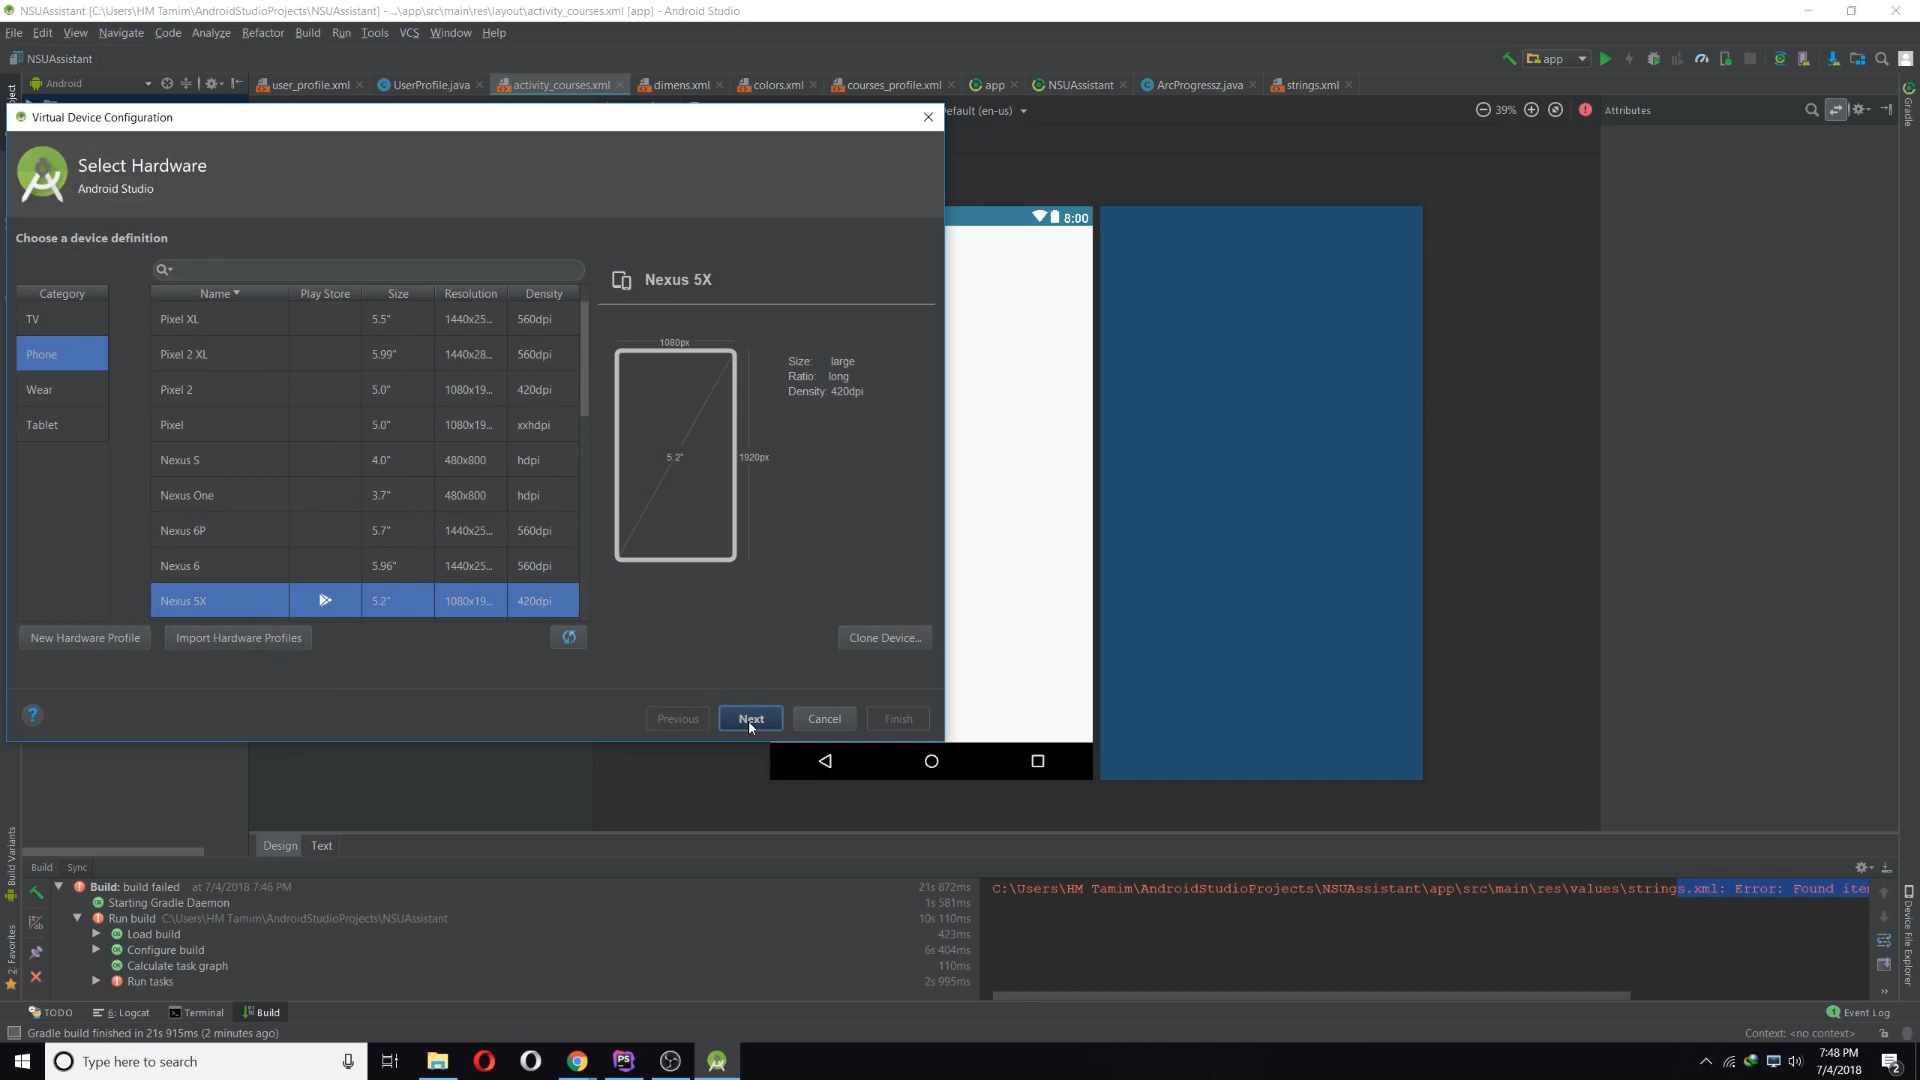 NSUAssistant [C:\Users\HM Tamim\AndroidStudioProjects\NSUAssistant] - ...\app\src\main\res\layout\activity_courses.xml [app] - Android Studio
File Edit View Navigate Code Analyze Refactor Build Run Tools VCS Window Help
NSUAssistant
app
Android
user_profile.xml UserProfile.java activity_courses.xml dimens.xml colors.xml courses_profile.xml app NSUAssistant ArcProgressz.java strings.xml
Virtual Device Configuration
efault (en-us)
39%
Attributes
Gradle
Select Hardware
Android Studio
8:00
Choose a device definition
Category
TV
Phone
Wear
Tablet
Name Play Store Size Resolution Density
Pixel XL 5.5" 1440x25... 560dpi
Pixel 2 XL 5.99" 1440x28... 560dpi
Pixel 2 5.0" 1080x19... 420dpi
Pixel 5.0" 1080x19... xxhdpi
Nexus S 4.0" 480x800 hdpi
Nexus One 3.7" 480x800 hdpi
Nexus 6P 5.7" 1440x25... 560dpi
Nexus 6 5.96" 1440x25... 560dpi
Nexus 5X 5.2" 1080x19... 420dpi
Nexus 5X
1080px
5.2"
1920px
Size: large
Ratio: long
Density: 420dpi
New Hardware Profile Import Hardware Profiles Clone Device...
? Previous Next Cancel Finish
Design Text
Build Sync
Build Variants
2: Favorites
Build: build failed at 7/4/2018 7:46 PM 21s 872ms
Starting Gradle Daemon 1s 581ms
Run build C:\Users\HM Tamim\AndroidStudioProjects\NSUAssistant 10s 110ms
Load build 423ms
Configure build 6s 404ms
Calculate task graph 110ms
Run tasks 2s 995ms
C:\Users\HM Tamim\AndroidStudioProjects\NSUAssistant\app\src\main\res\values\strings.xml: Error: Found iter
Device File Explorer
TODO 6: Logcat Terminal Build
1 Event Log
Gradle build finished in 21s 915ms (2 minutes ago)
Context: <no context>
Type here to search
PS
7:48 PM
7/4/2018
2